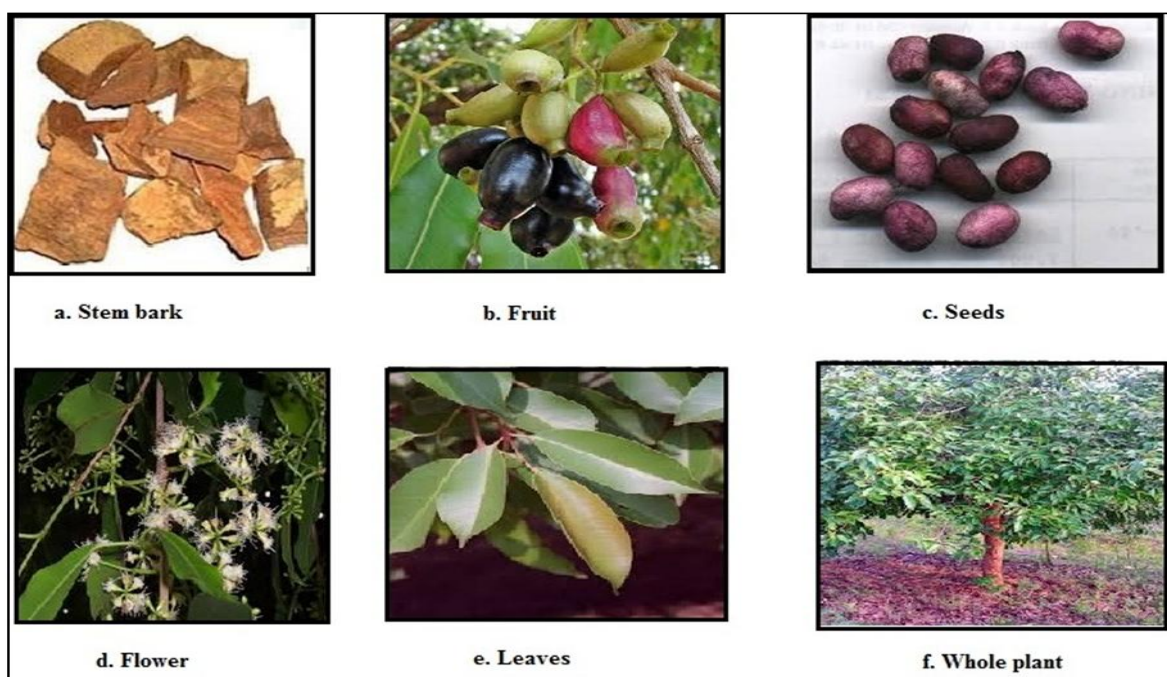 a. Stem bark
b. Fruit
c. Seeds
d. Flower
e. Leaves
f. Whole plant